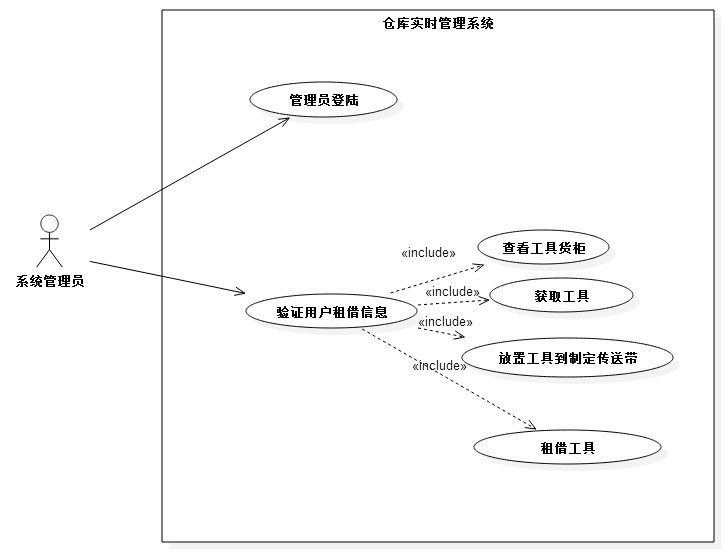 仓库实时管理系统
管理员登陆
系统管理员
验证用户租借信息
«include»
查看工具货柜
«include»
获取工具
«include»
放置工具到制定传送带
«include»
租借工具